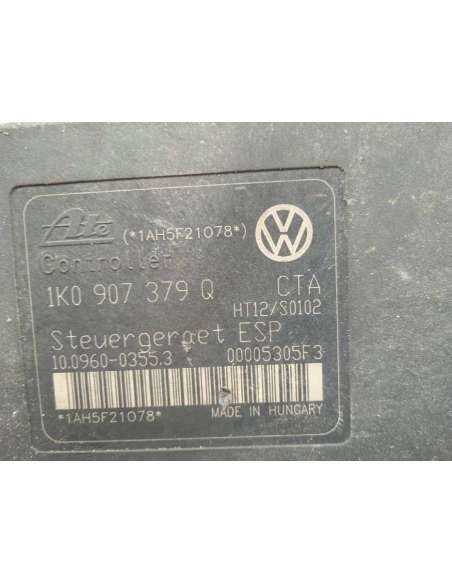 Ate (*1AH5F21078*)
Controller
1K0 907 379 Q CTA
HT12/S0102
Steuergeraet ESP
10.0960-0355.3 00005305F3
*1AH5F21078* MADE IN HUNGARY